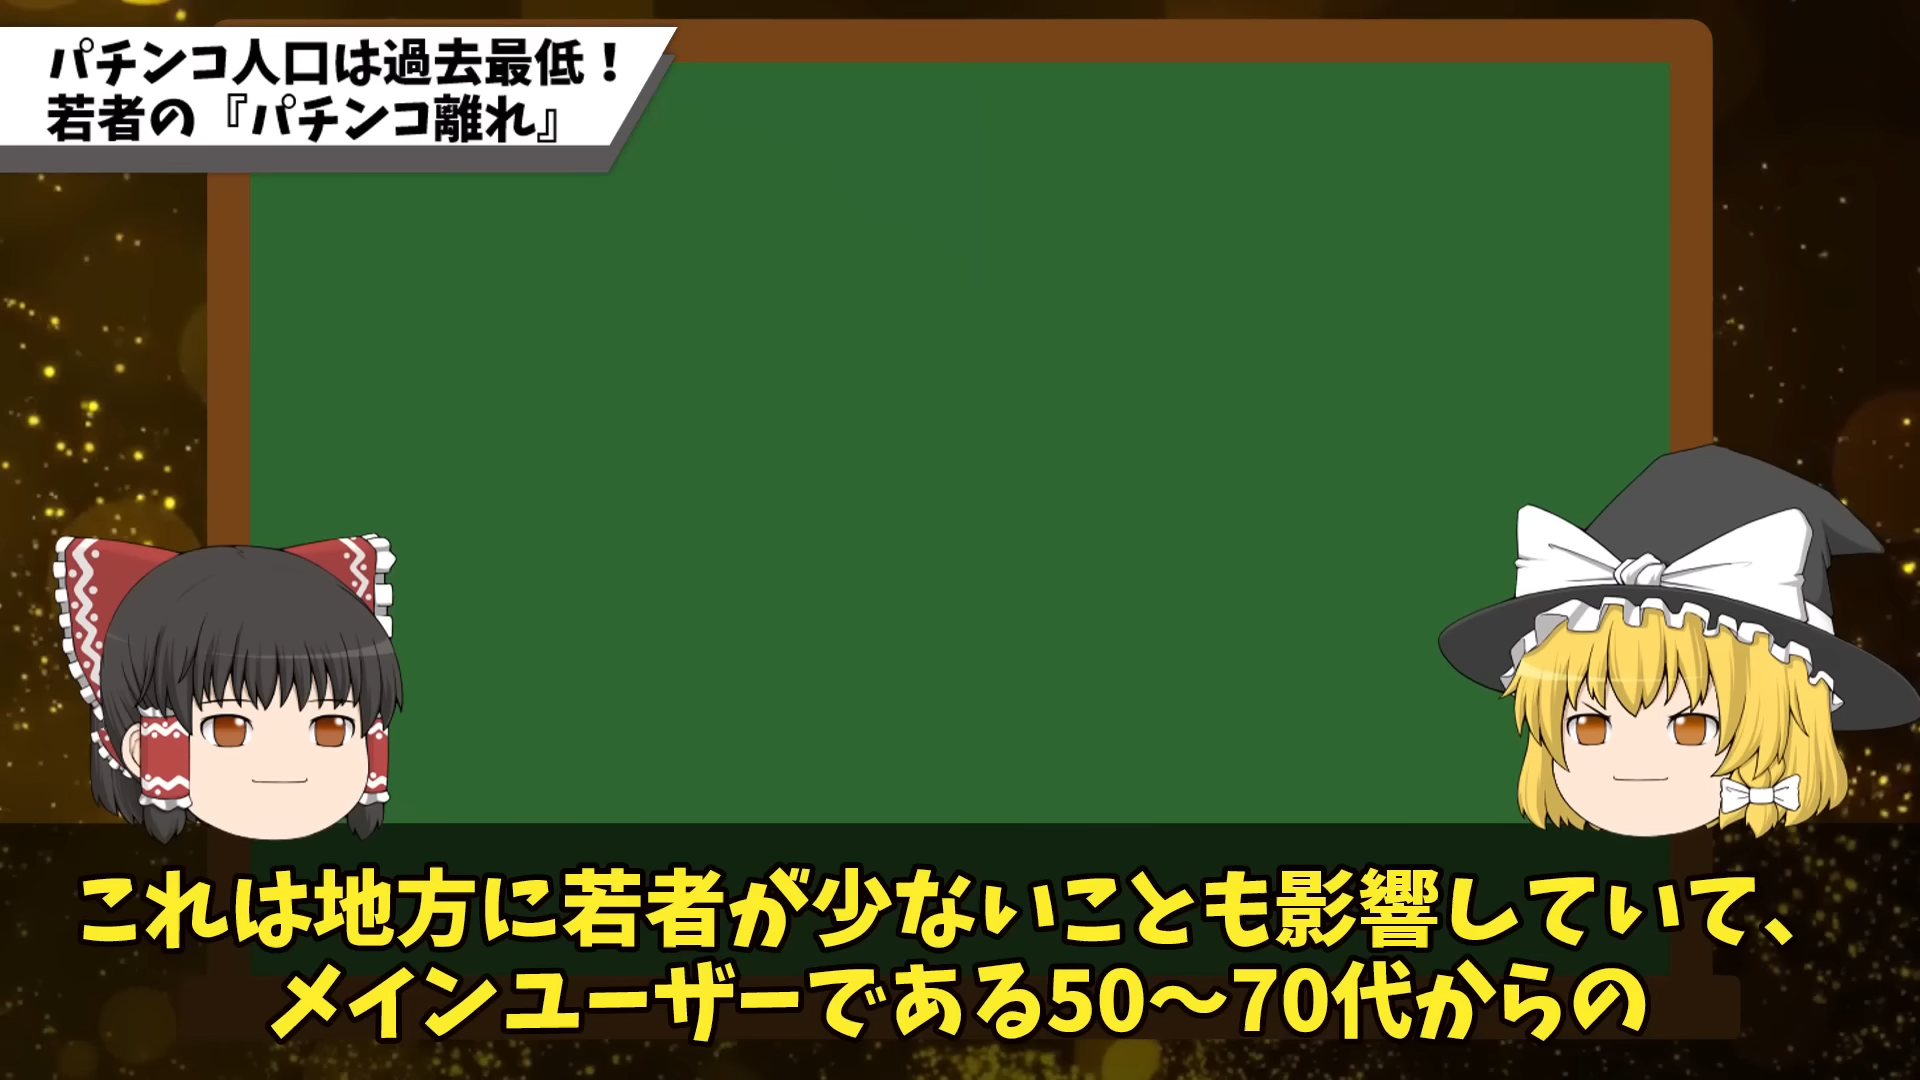 パチンコ人口は過去最低！
若者の『パチンコ離れ』
これは地方に若者が少ないことも影響していて、
メインユーザーである50～70代からの